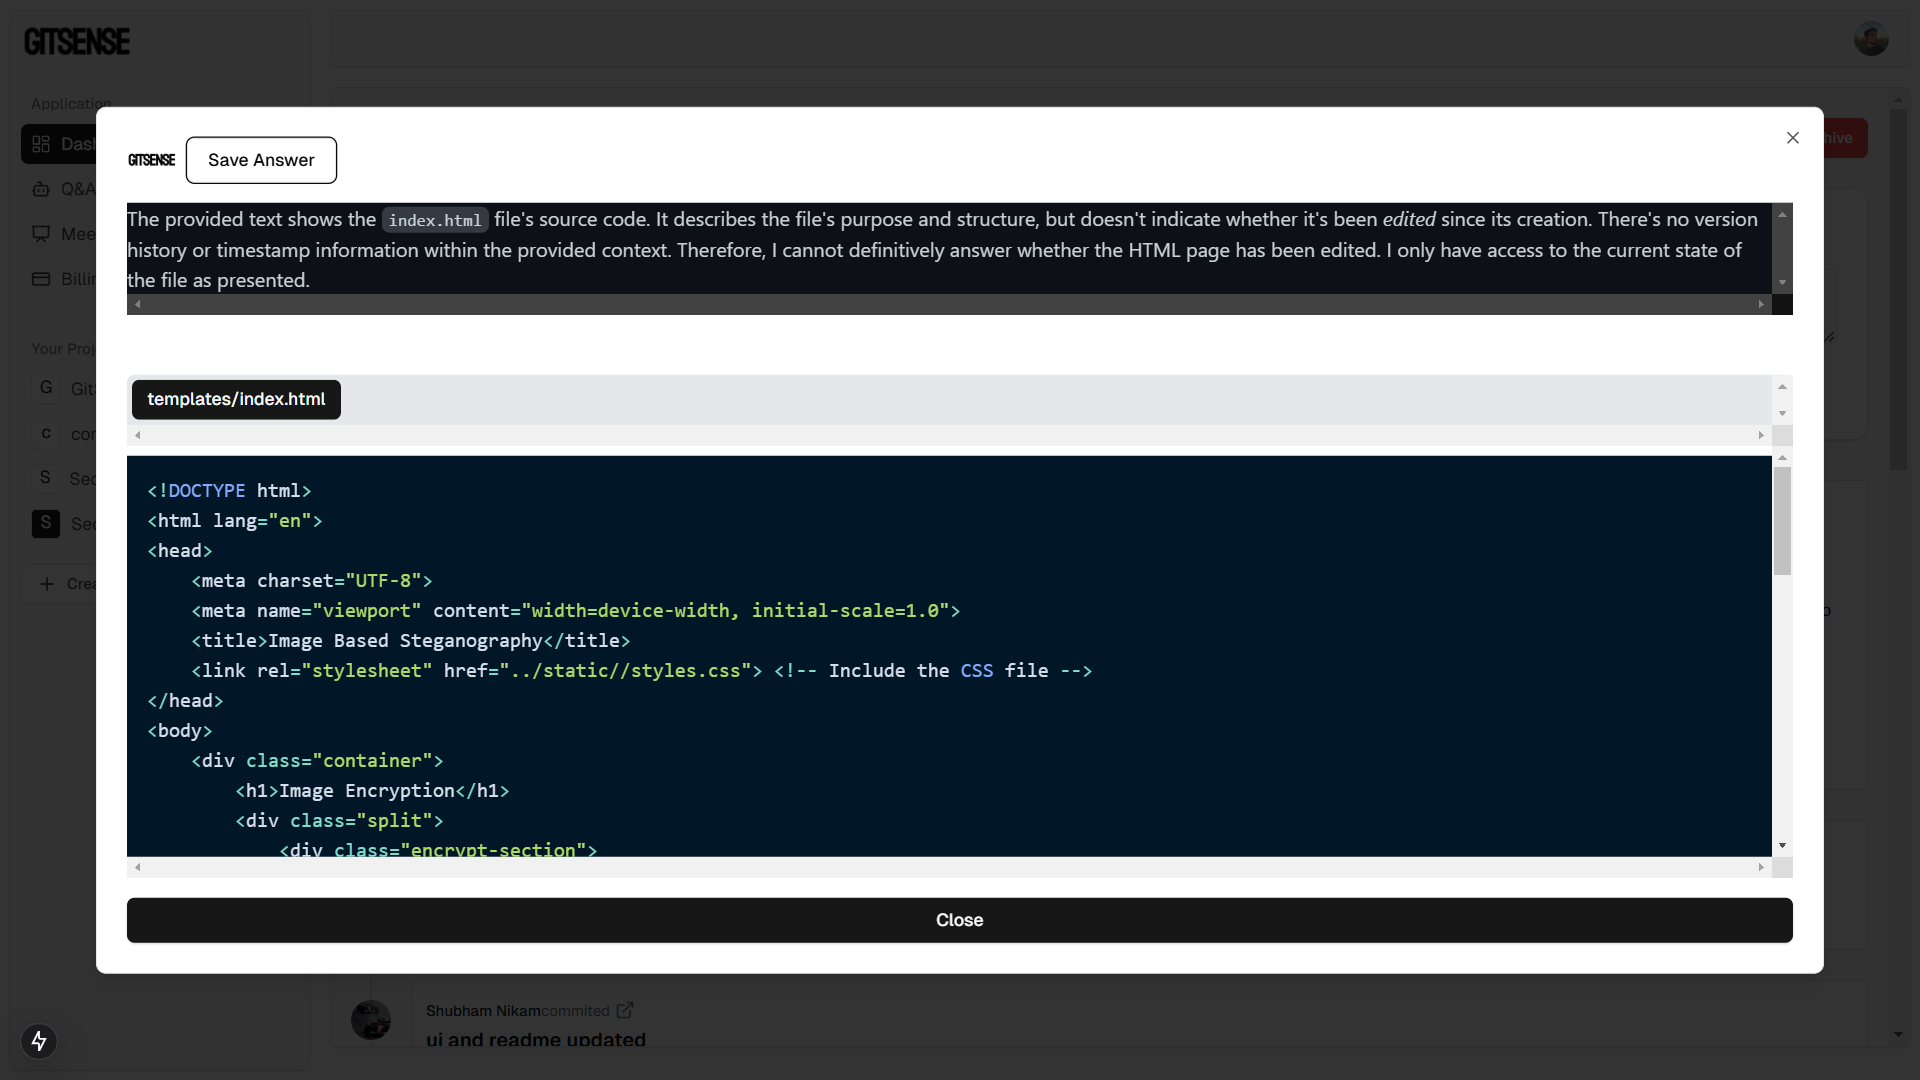 GITSENSE
Application
Dash
Q&A
Mee
Billin
Your Proj
G Git
c con
S Sec
S Sec
+ Crea
hive
GITSENSE Save Answer
The provided text shows the index.html file's source code. It describes the file's purpose and structure, but doesn't indicate whether it's been edited since its creation. There's no version
history or timestamp information within the provided context. Therefore, I cannot definitively answer whether the HTML page has been edited. I only have access to the current state of
the file as presented.
templates/index.html
<!DOCTYPE html>
<html lang="en">
<head>
    <meta charset="UTF-8">
    <meta name="viewport" content="width=device-width, initial-scale=1.0">
    <title>Image Based Steganography</title>
    <link rel="stylesheet" href="../static//styles.css"> <!-- Include the CSS file -->
</head>
<body>
    <div class="container">
        <h1>Image Encryption</h1>
        <div class="split">
            <div class="encrypt-section">
Close
Shubham Nikamcommited
ui and readme updated